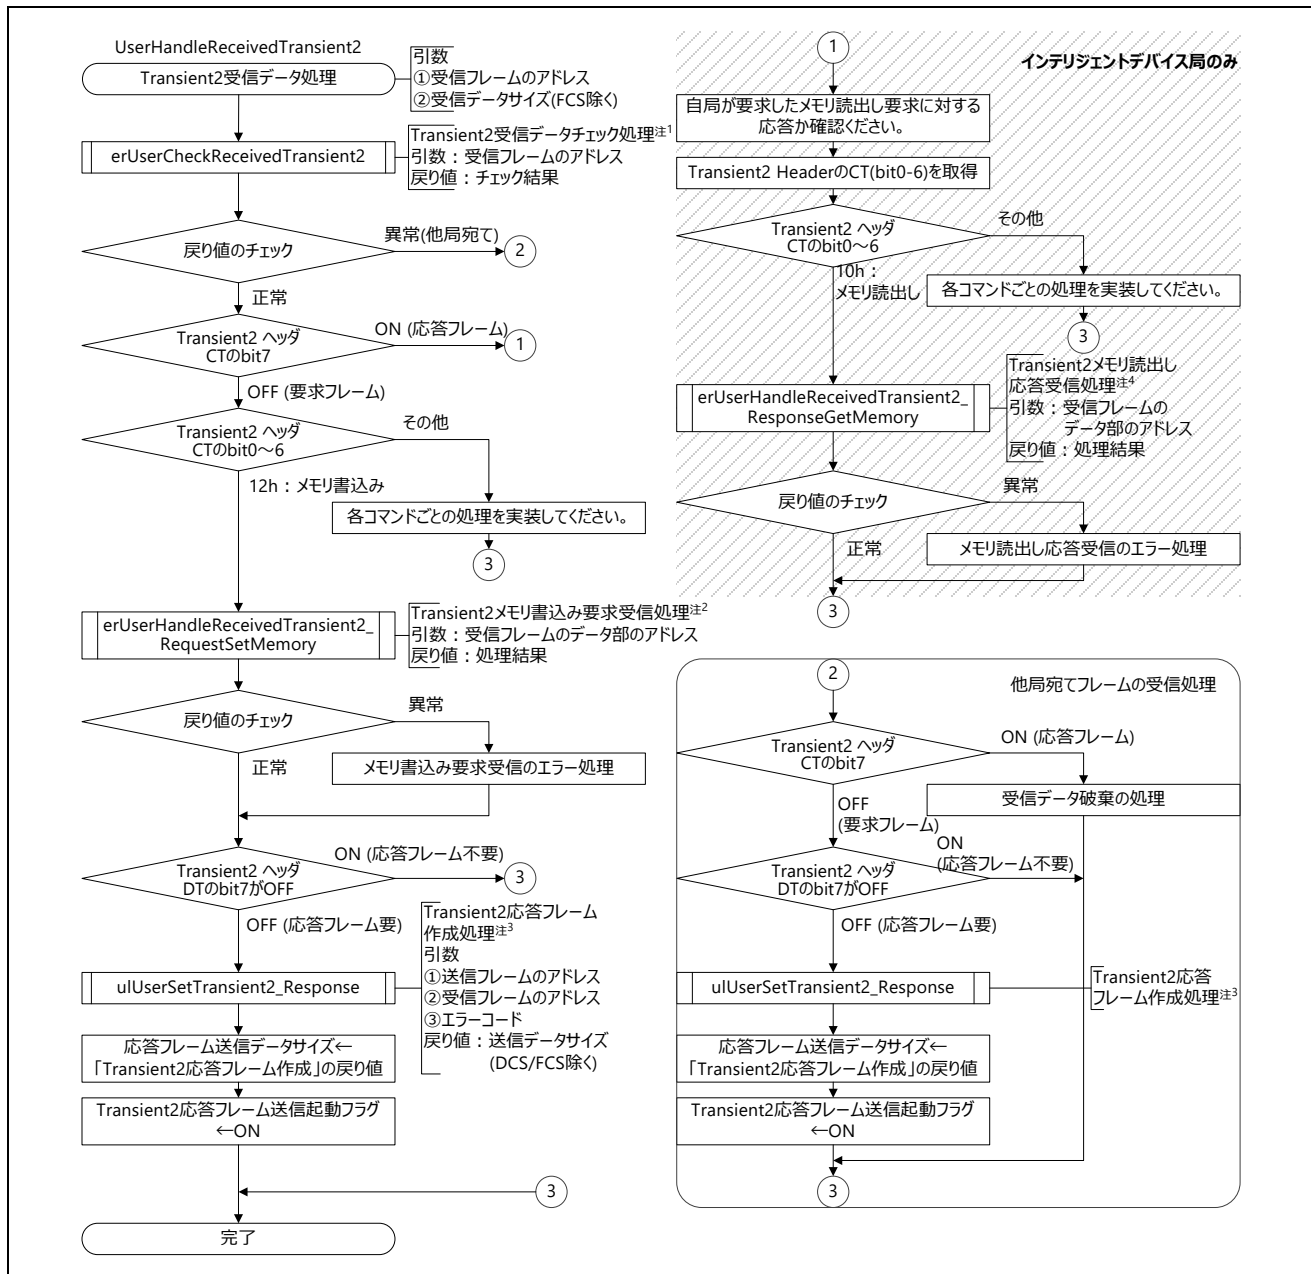 UserHandleReceivedTransient2
Transient2受信データ処理
引数
①受信フレームのアドレス
②受信データサイズ(FCS除く)
erUserCheckReceivedTransient2
Transient2受信データチェック処理注1
引数：受信フレームのアドレス
戻り値：チェック結果
戻り値のチェック
異常(他局宛て)
2
正常
Transient2 ヘッダ
CTのbit7
ON (応答フレーム)
1
OFF (要求フレーム)
Transient2 ヘッダ
CTのbit0～6
その他
12h：メモリ書込み
各コマンドごとの処理を実装してください。
3
erUserHandleReceivedTransient2_
RequestSetMemory
Transient2メモリ書込み要求受信処理注2
引数：受信フレームのデータ部のアドレス
戻り値：処理結果
戻り値のチェック
異常
正常
メモリ書込み要求受信のエラー処理
Transient2 ヘッダ
DTのbit7がOFF
ON (応答フレーム不要)
3
OFF (応答フレーム要)
Transient2応答フレーム
作成処理注3
引数
①送信フレームのアドレス
②受信フレームのアドレス
③エラーコード
戻り値：送信データサイズ
(DCS/FCS除く)
ulUserSetTransient2_Response
応答フレーム送信データサイズ←
「Transient2応答フレーム作成」の戻り値
Transient2応答フレーム送信起動フラグ
←ON
3
完了
1
インテリジェントデバイス局のみ
自局が要求したメモリ読出し要求に対する
応答か確認ください。
Transient2 HeaderのCT(bit0-6)を取得
Transient2 ヘッダ
CTのbit0～6
その他
10h：
メモリ読出し
各コマンドごとの処理を実装してください。
3
erUserHandleReceivedTransient2_
ResponseGetMemory
Transient2メモリ読出し
応答受信処理注4
引数：受信フレームの
データ部のアドレス
戻り値：処理結果
戻り値のチェック
異常
正常
メモリ読出し応答受信のエラー処理
3
2
他局宛てフレームの受信処理
Transient2 ヘッダ
CTのbit7
ON (応答フレーム)
受信データ破棄の処理
OFF
(要求フレーム)
ON
(応答フレーム不要)
Transient2 ヘッダ
DTのbit7がOFF
OFF (応答フレーム要)
ulUserSetTransient2_Response
Transient2応答
フレーム作成処理注3
応答フレーム送信データサイズ←
「Transient2応答フレーム作成」の戻り値
Transient2応答フレーム送信起動フラグ
←ON
3